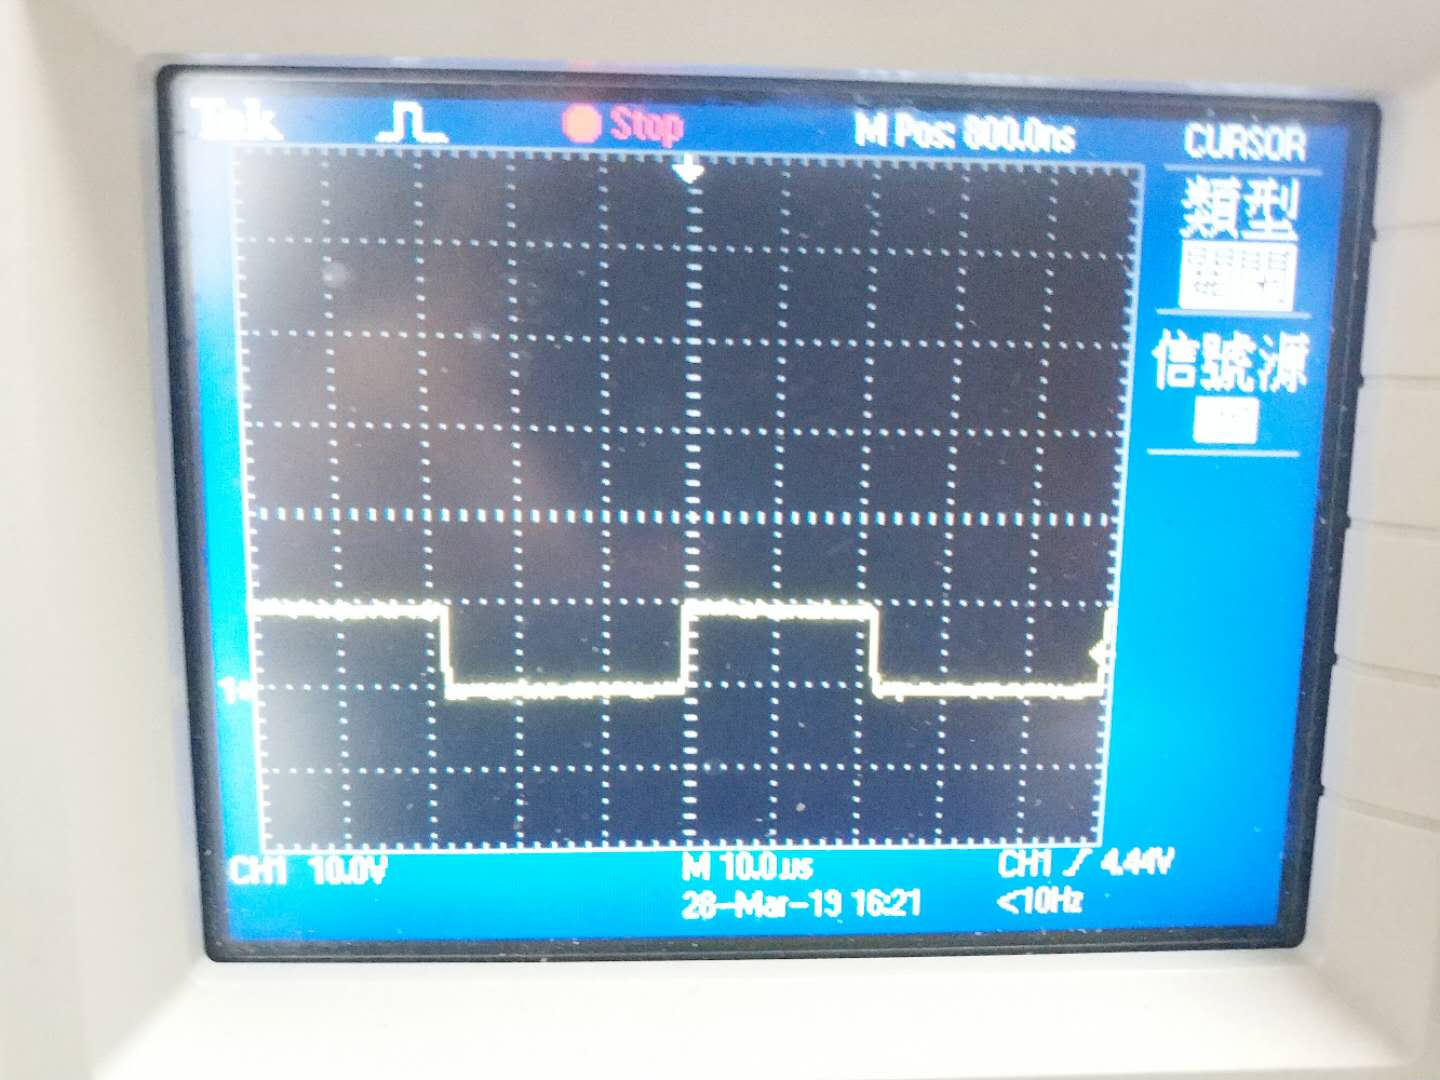 Tek Stop M Pos: 800.0ns CURSOR
類型
信號源
CH1 10.0V M 10.0µs CH1 4.44V
28-Mar-19 16:21 <10Hz